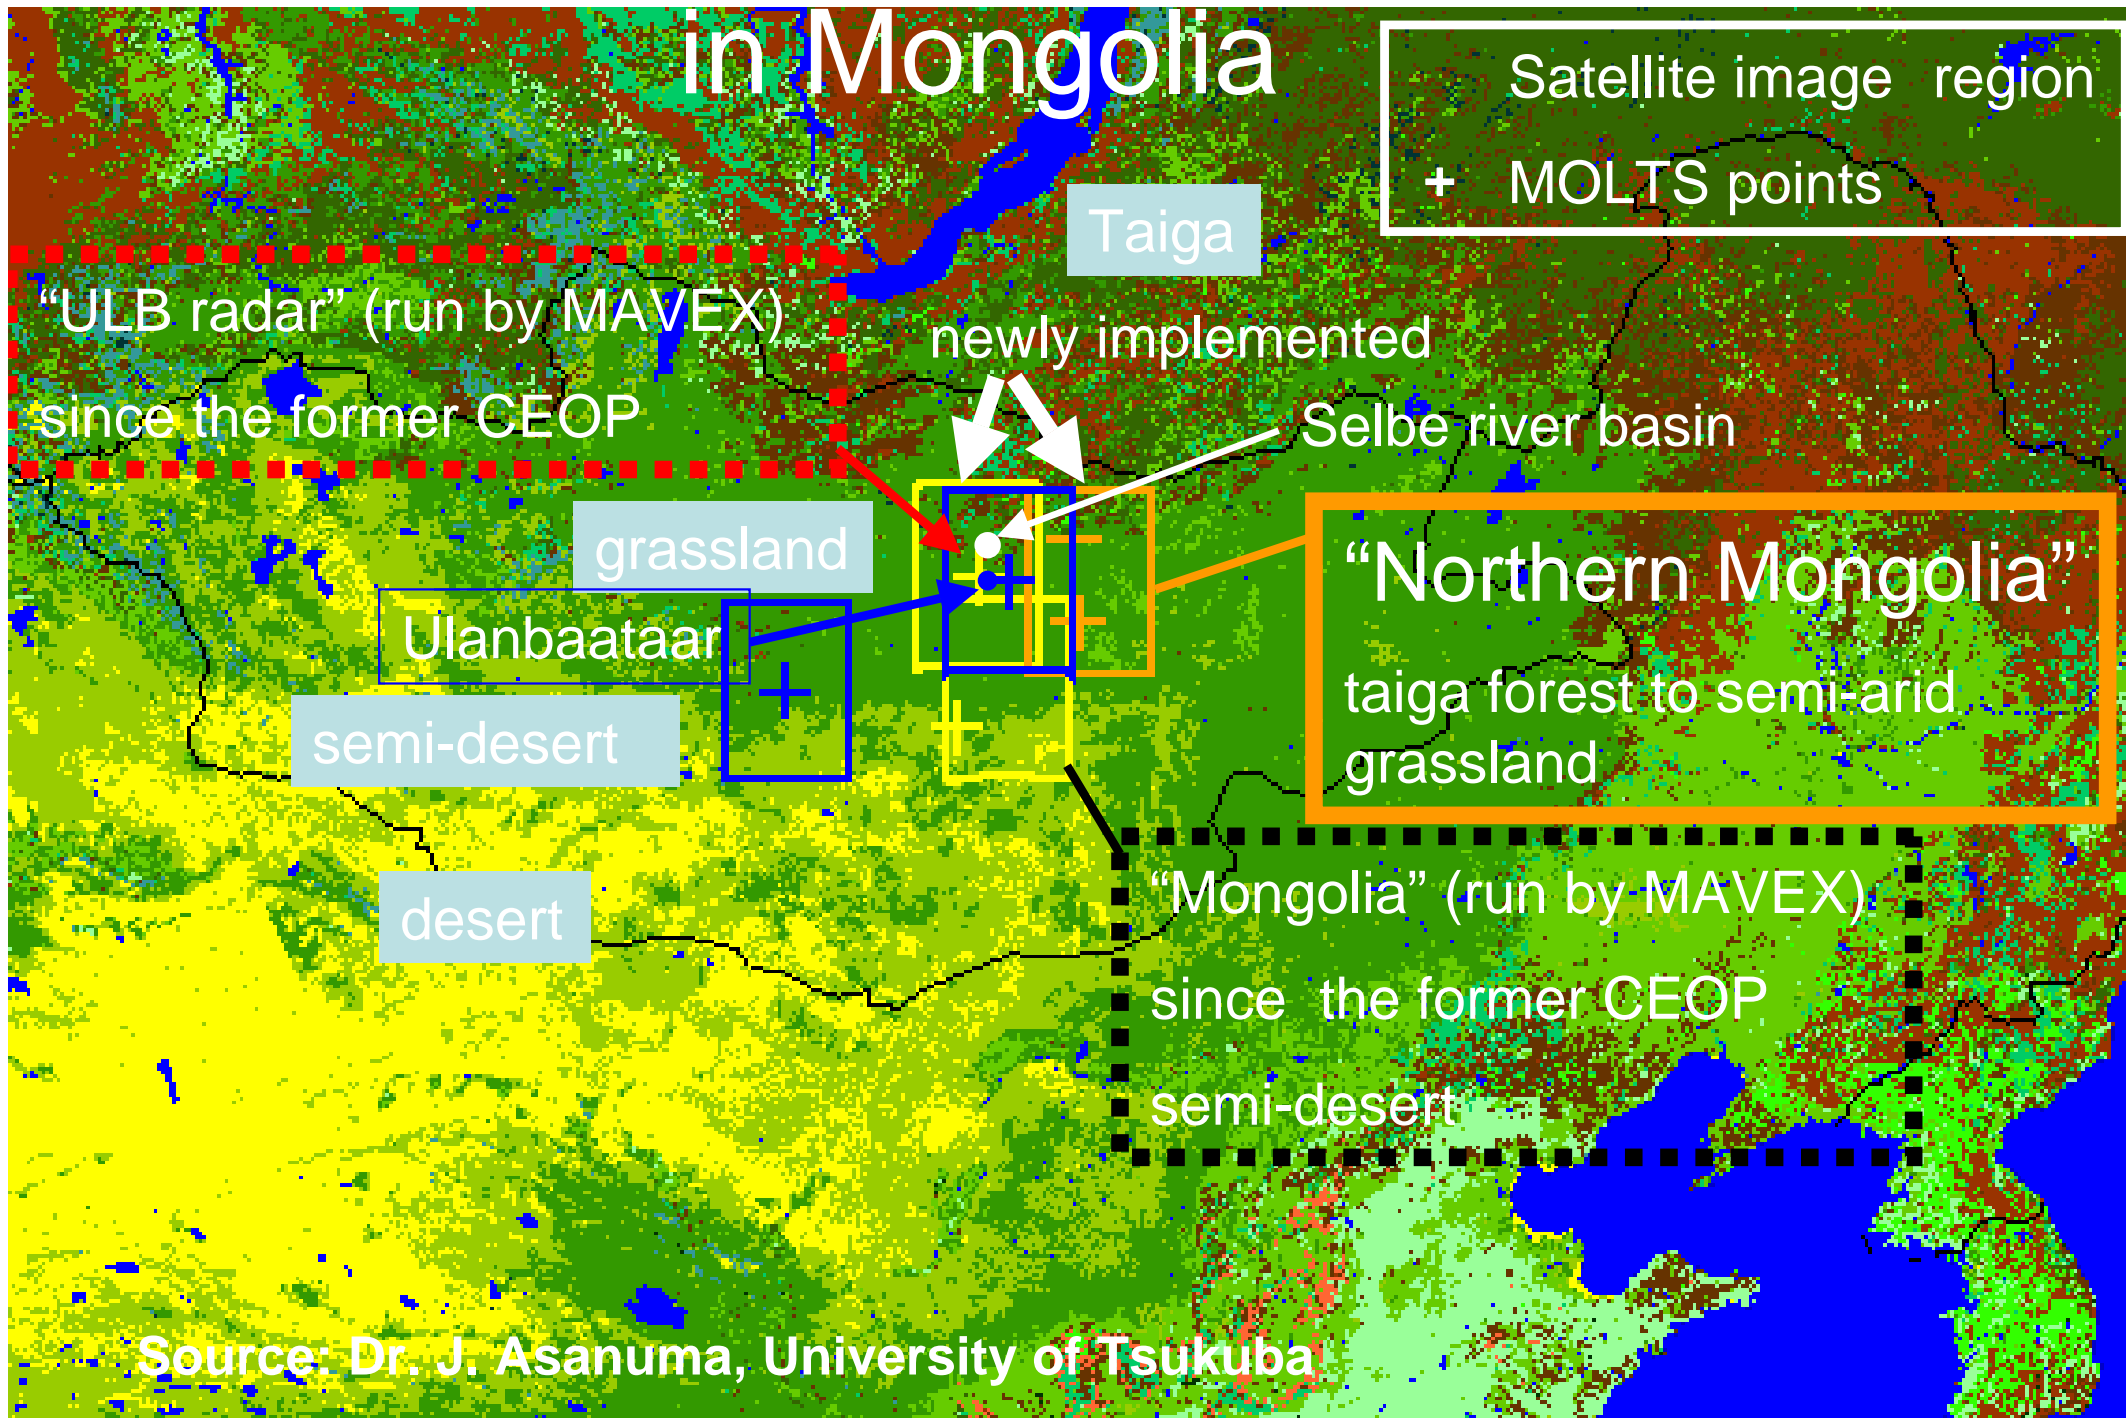 in Mongolia
Satellite image region
+ MOLTS points
Taiga
“ULB radar” (run by MAVEX)
since the former CEOP
newly implemented
Selbe river basin
grassland
Ulanbaataar
semi-desert
desert
“Northern Mongolia”
taiga forest to semi-arid
grassland
“Mongolia” (run by MAVEX)
since the former CEOP
semi-desert
Source: Dr. J. Asanuma, University of Tsukuba